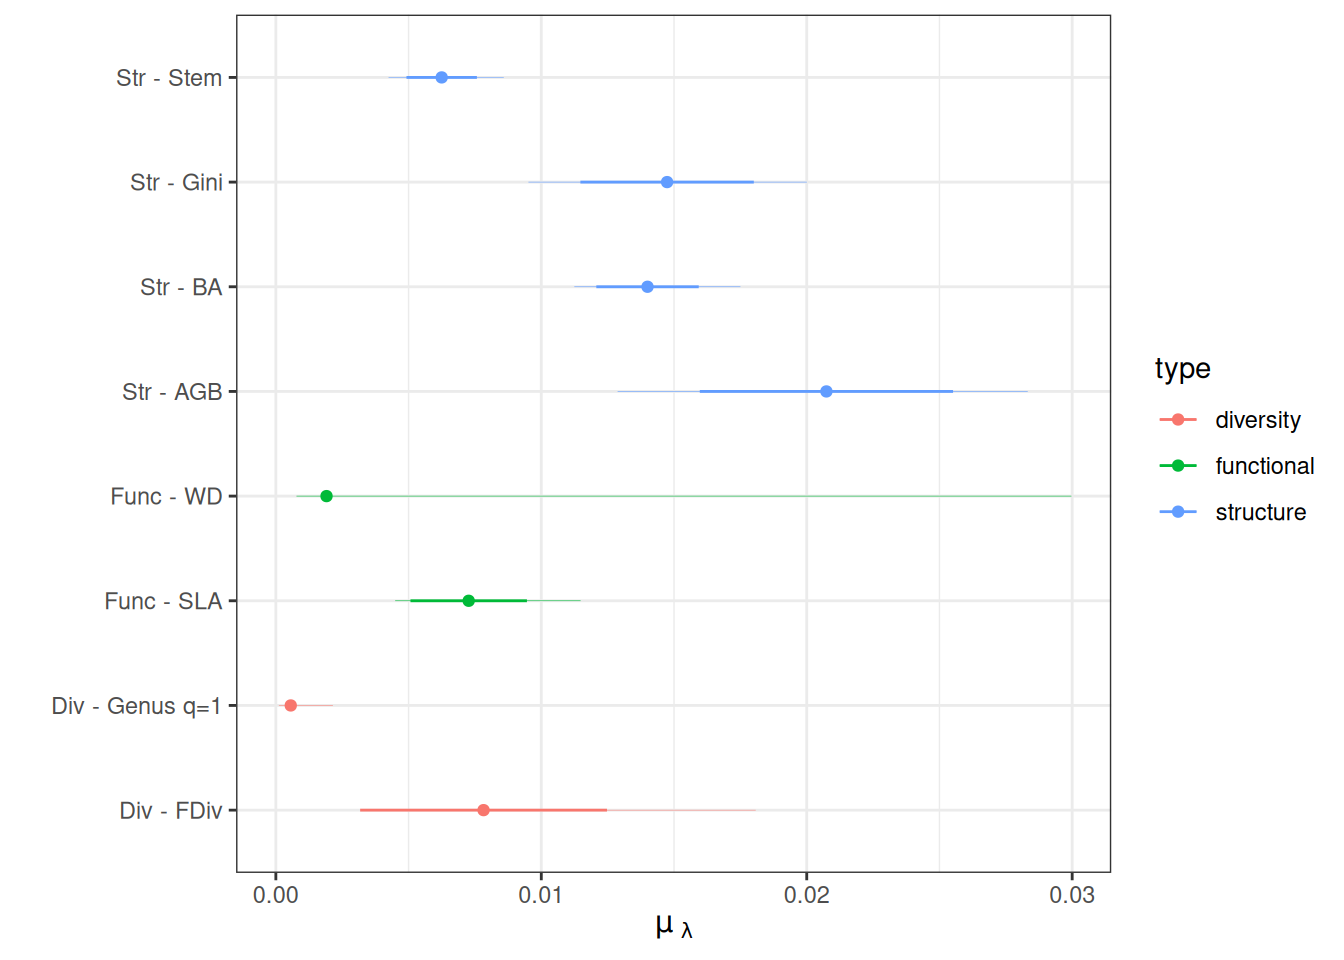 Str - Stem
Str - Gini
Str - BA
Str - AGB
Func - WD
Func - SLA
Div - Genus q=1
Div - FDiv
0.00 0.01 0.02 0.03
μ λ
type
diversity
functional
structure